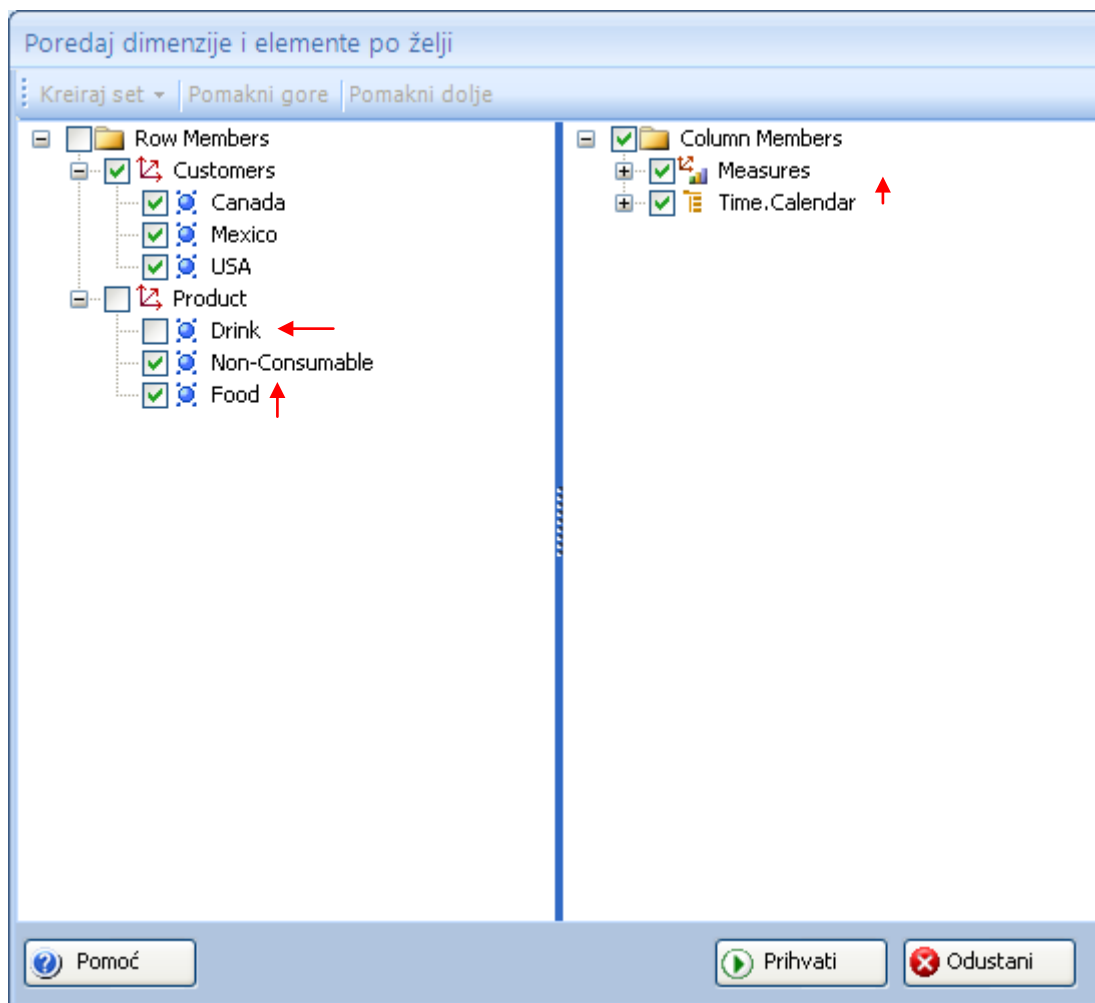 Poredaj dimenzije i elemente po želji
Kreiraj set Pomakni gore Pomakni dolje
Row Members
Customers
Canada
Mexico
USA
Product
Drink
Non-Consumable
Food
Column Members
Measures
Time.Calendar
Pomoć
Prihvati
Odustani